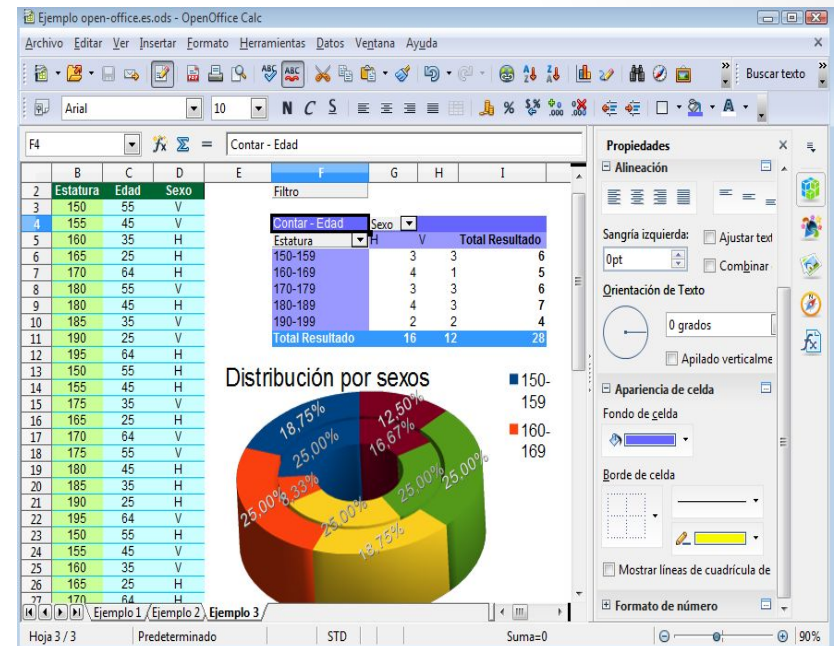 Ejemplo open-office.es.ods - OpenOffice Calc
Archivo Editar Ver Insertar Formato Herramientas Datos Ventana Ayuda
Buscar texto
Arial 10 N C S
F4 Contar - Edad
B C D E F G H I
2 Estatura Edad Sexo Filtro
3 150 55 V
4 155 45 V Contar - Edad Sexo
5 160 35 H Estatura H V Total Resultado
6 165 25 H 150-159 3 3 6
7 170 64 H 160-169 4 1 5
8 180 55 V 170-179 3 3 6
9 180 45 H 180-189 4 3 7
10 185 35 V 190-199 2 2 4
11 190 25 V Total Resultado 16 12 28
12 195 64 H
13 150 55 H
14 155 45 H
15 175 35 V
16 165 25 H
17 170 64 V
18 175 55 V
19 180 45 H
20 185 35 H
21 190 25 H
22 195 64 V
23 150 55 H
24 155 45 V
25 160 35 V
26 165 25 H
27 170 64 H
Distribución por sexos
150-
159
160-
169
18,75%
12,50%
25,00%
16,67%
25,00%
8,33%
25,00%
25,00%
25,00%
18,75%
Ejemplo 1 Ejemplo 2 Ejemplo 3
Hoja 3 / 3 Predeterminado STD Suma=0 90%
Propiedades
Alineación
Sangría izquierda:
Ajustar text
0pt
Combinar
Orientación de Texto
0 grados
Apilado verticalme
Apariencia de celda
Fondo de celda
Borde de celda
Mostrar líneas de cuadrícula de
Formato de número